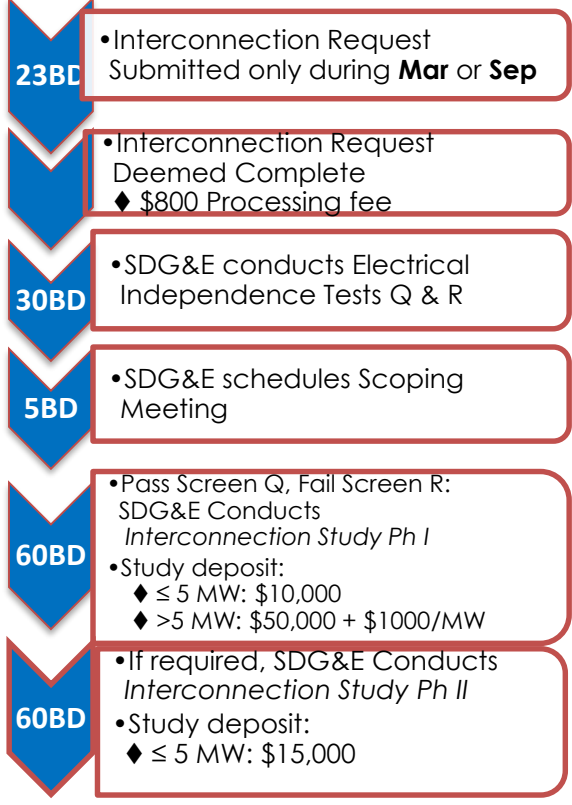 23BD
•Interconnection Request
Submitted only during Mar or Sep
•Interconnection Request
Deemed Complete
♦ $800 Processing fee
30BD
•SDG&E conducts Electrical
Independence Tests Q & R
5BD
•SDG&E schedules Scoping
Meeting
60BD
•Pass Screen Q, Fail Screen R:
SDG&E Conducts
Interconnection Study Ph I
•Study deposit:
♦ ≤ 5 MW: $10,000
♦ >5 MW: $50,000 + $1000/MW
60BD
•If required, SDG&E Conducts
Interconnection Study Ph II
•Study deposit:
♦ ≤ 5 MW: $15,000